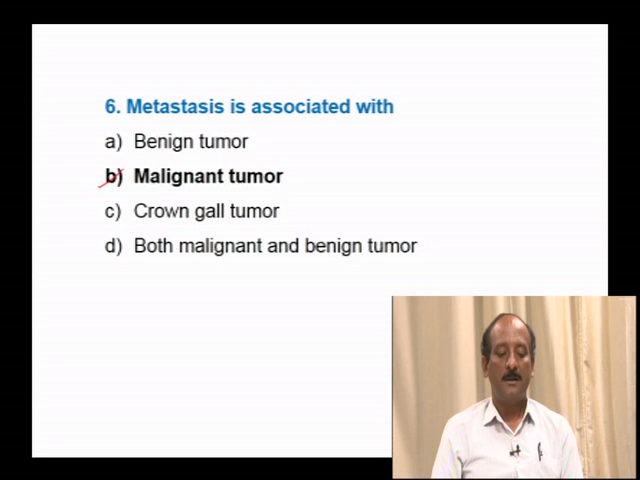 6. Metastasis is associated with
a) Benign tumor
b) Malignant tumor
c) Crown gall tumor
d) Both malignant and benign tumor